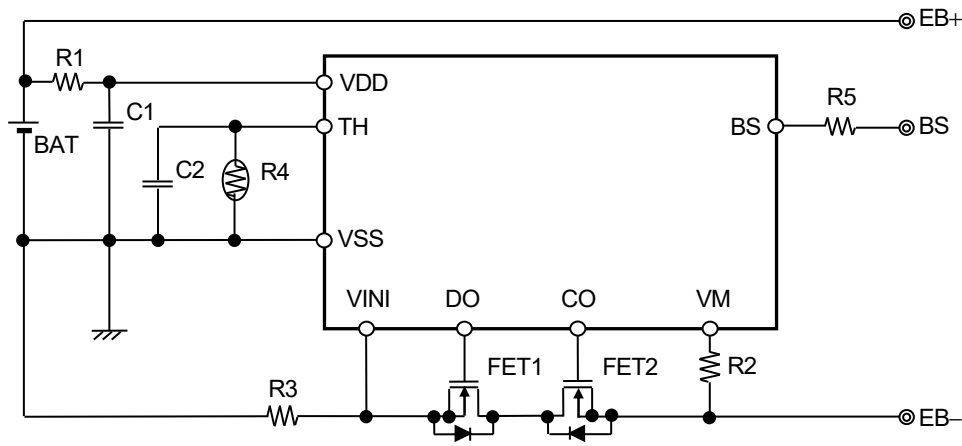 EB+
R1
VDD
C1
R5
BAT
TH
BS
BS
C2
R4
VSS
VINI
DO
CO
VM
FET1
FET2
R2
R3
EB−